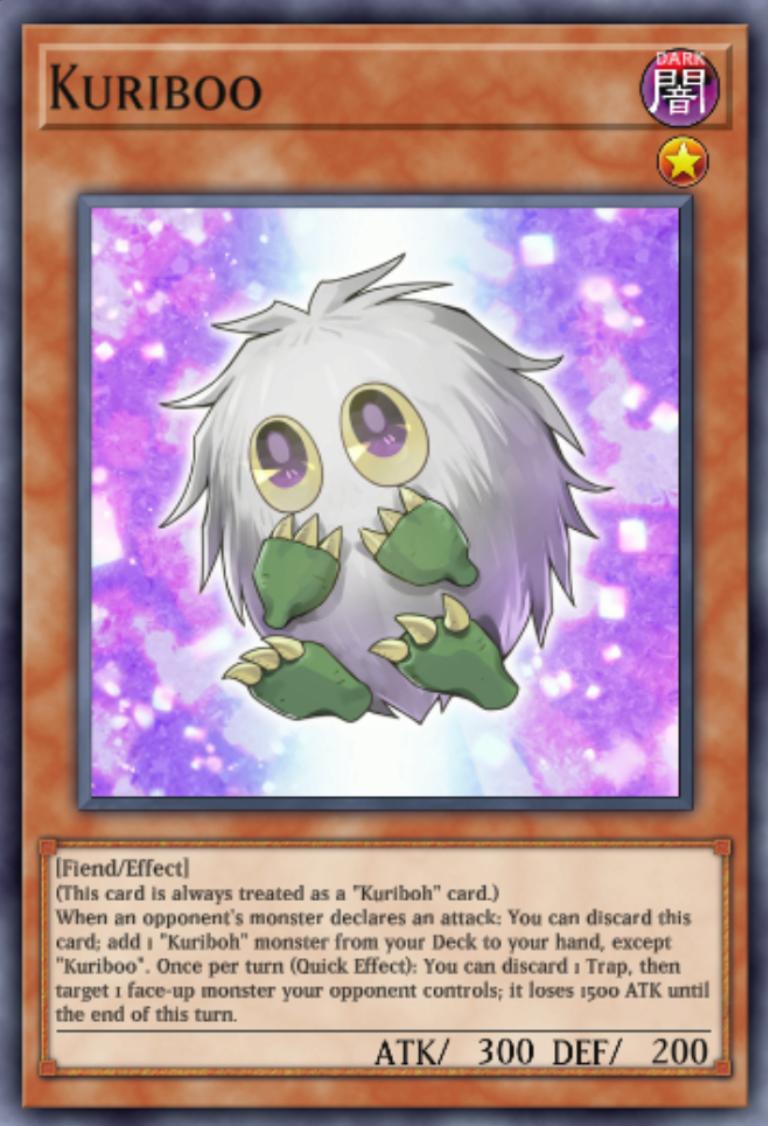 KURIBOO
DARK
闇
[Fiend/Effect]
(This card is always treated as a "Kuriboh" card.)
When an opponent's monster declares an attack: You can discard this
card; add 1 "Kuriboh" monster from your Deck to your hand, except
"Kuriboo". Once per turn (Quick Effect): You can discard 1 Trap, then
target 1 face-up monster your opponent controls; it loses 1500 ATK until
the end of this turn.
ATK/ 300 DEF/ 200